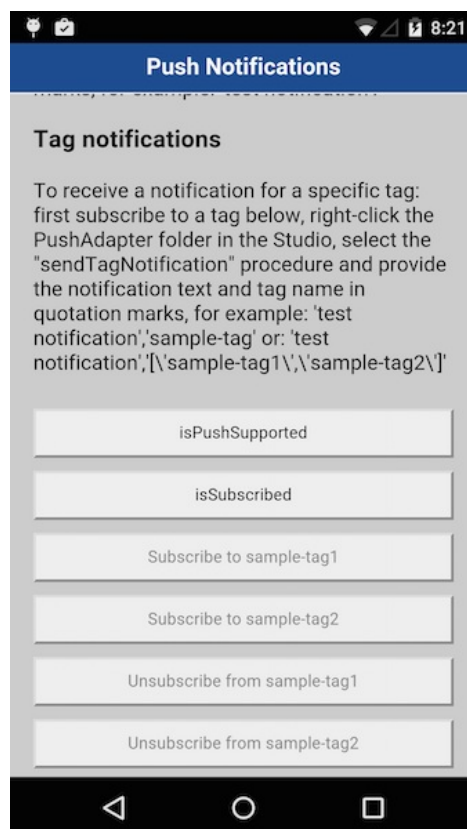 8:21
Push Notifications
Tag notifications
To receive a notification for a specific tag:
first subscribe to a tag below, right-click the
PushAdapter folder in the Studio, select the
"sendTagNotification" procedure and provide
the notification text and tag name in
quotation marks, for example: 'test
notification','sample-tag' or: 'test
notification','[\'sample-tag1\',\'sample-tag2\']'
isPushSupported
isSubscribed
Subscribe to sample-tag1
Subscribe to sample-tag2
Unsubscribe from sample-tag1
Unsubscribe from sample-tag2